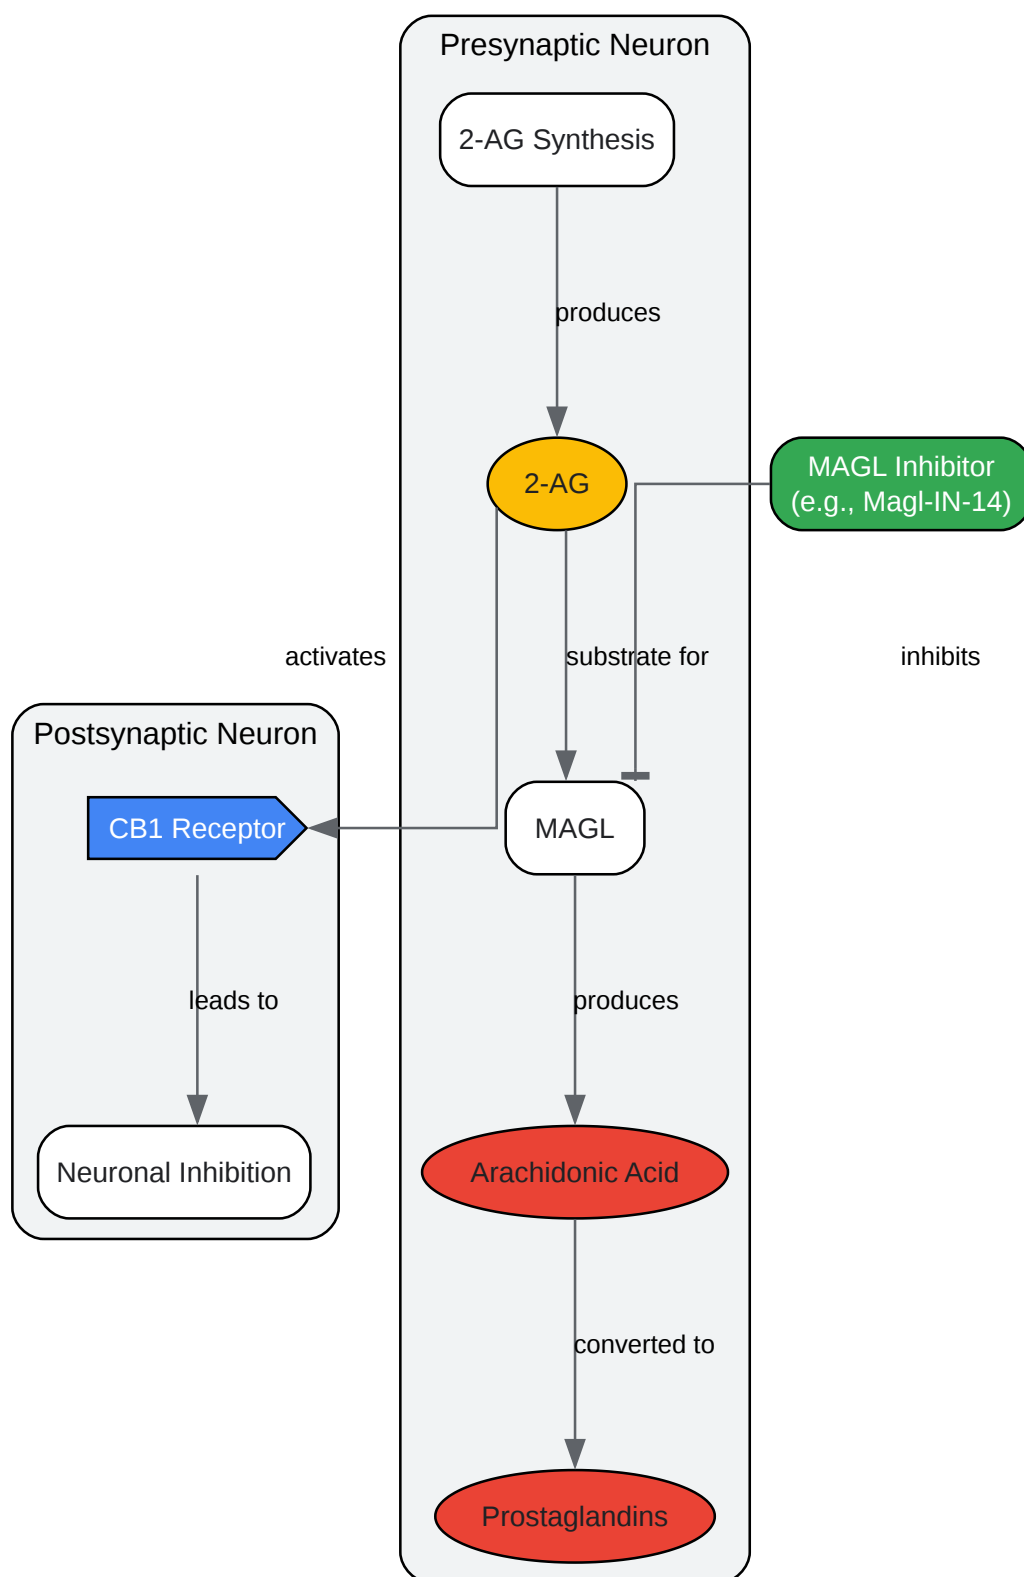 Presynaptic Neuron
2-AG Synthesis
produces
2-AG
MAGL Inhibitor
(e.g., Magl-IN-14)
activates
substrate for
inhibits
Postsynaptic Neuron
CB1 Receptor
MAGL
leads to
produces
Neuronal Inhibition
Arachidonic Acid
converted to
Prostaglandins